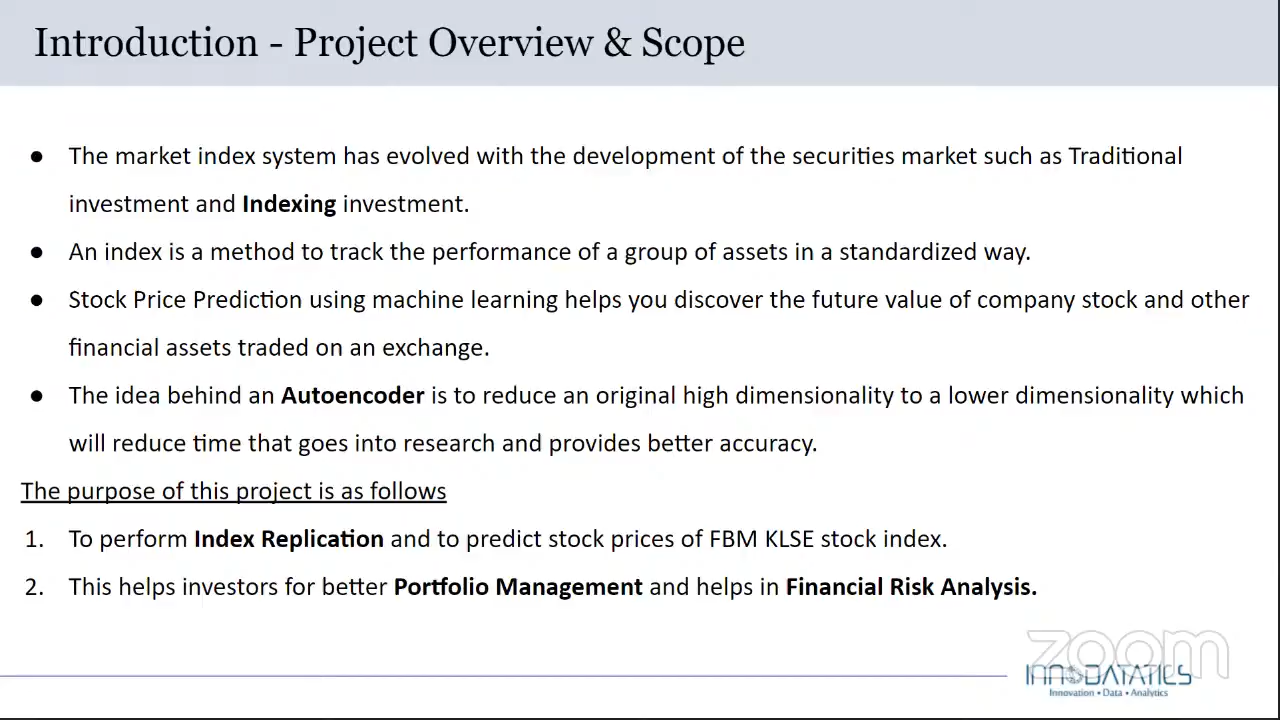 Introduction - Project Overview & Scope
● The market index system has evolved with the development of the securities market such as Traditional
investment and Indexing investment.
● An index is a method to track the performance of a group of assets in a standardized way.
● Stock Price Prediction using machine learning helps you discover the future value of company stock and other
financial assets traded on an exchange.
● The idea behind an Autoencoder is to reduce an original high dimensionality to a lower dimensionality which
will reduce time that goes into research and provides better accuracy.
The purpose of this project is as follows
1. To perform Index Replication and to predict stock prices of FBM KLSE stock index.
2. This helps investors for better Portfolio Management and helps in Financial Risk Analysis.
zoom
INNODATATICS
Innovation • Data • Analytics